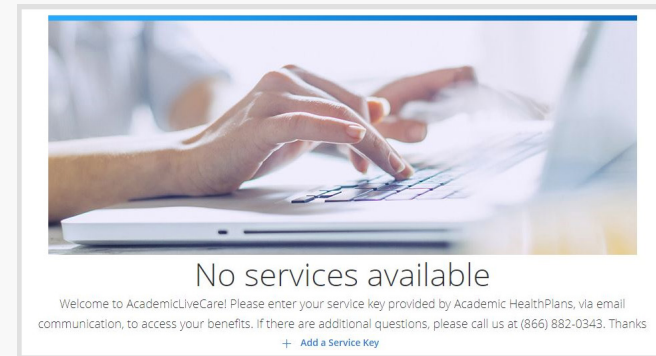 No services available
Welcome to AcademicLiveCare! Please enter your service key provided by Academic HealthPlans, via email
communication, to access your benefits. If there are additional questions, please call us at (866) 882-0343. Thanks
+ Add a Service Key